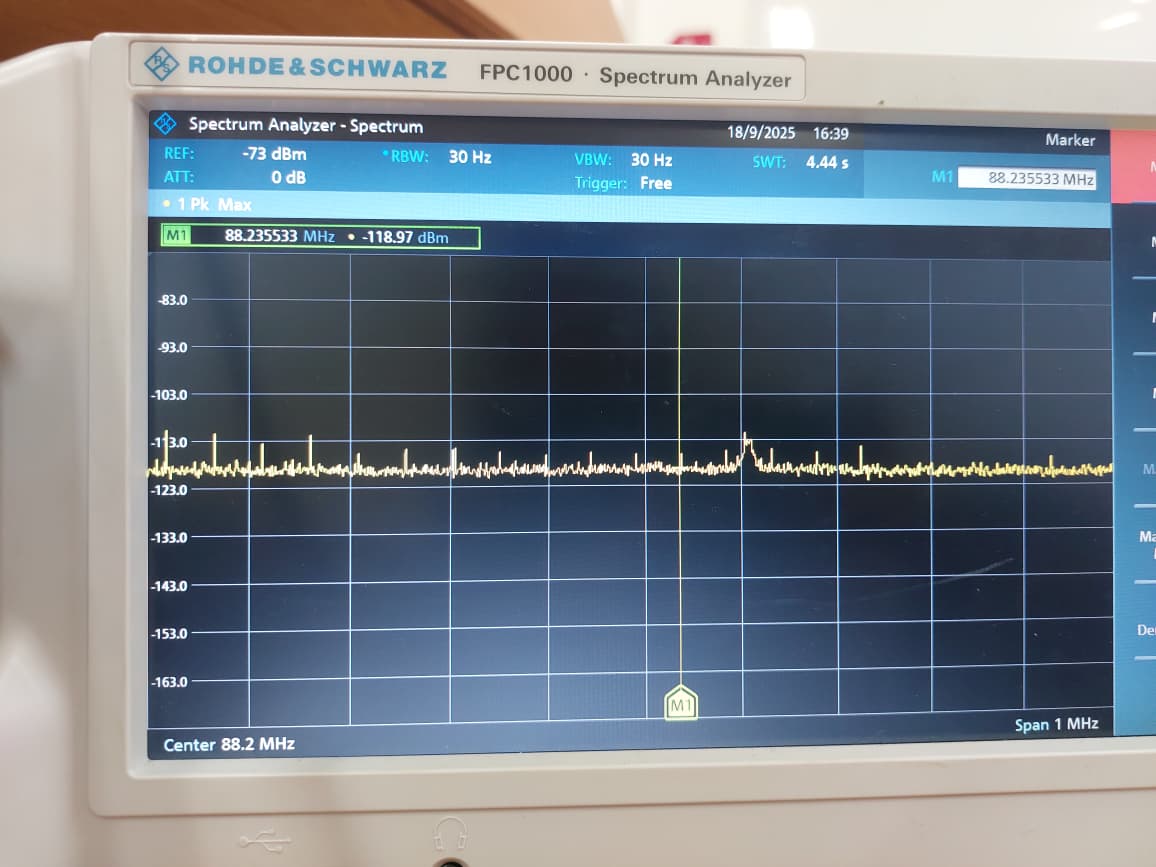 R&S ROHDE&SCHWARZ FPC1000 · Spectrum Analyzer
Spectrum Analyzer - Spectrum 18/9/2025 16:39 Marker
REF: -73 dBm • RBW: 30 Hz VBW: 30 Hz SWT: 4.44 s M1 88.235533 MHz
ATT: 0 dB Trigger: Free
• 1 Pk Max
M1 88.235533 MHz • -118.97 dBm
-83.0
-93.0
-103.0
-113.0
-123.0
-133.0
-143.0
-153.0
-163.0
M1
Center 88.2 MHz Span 1 MHz